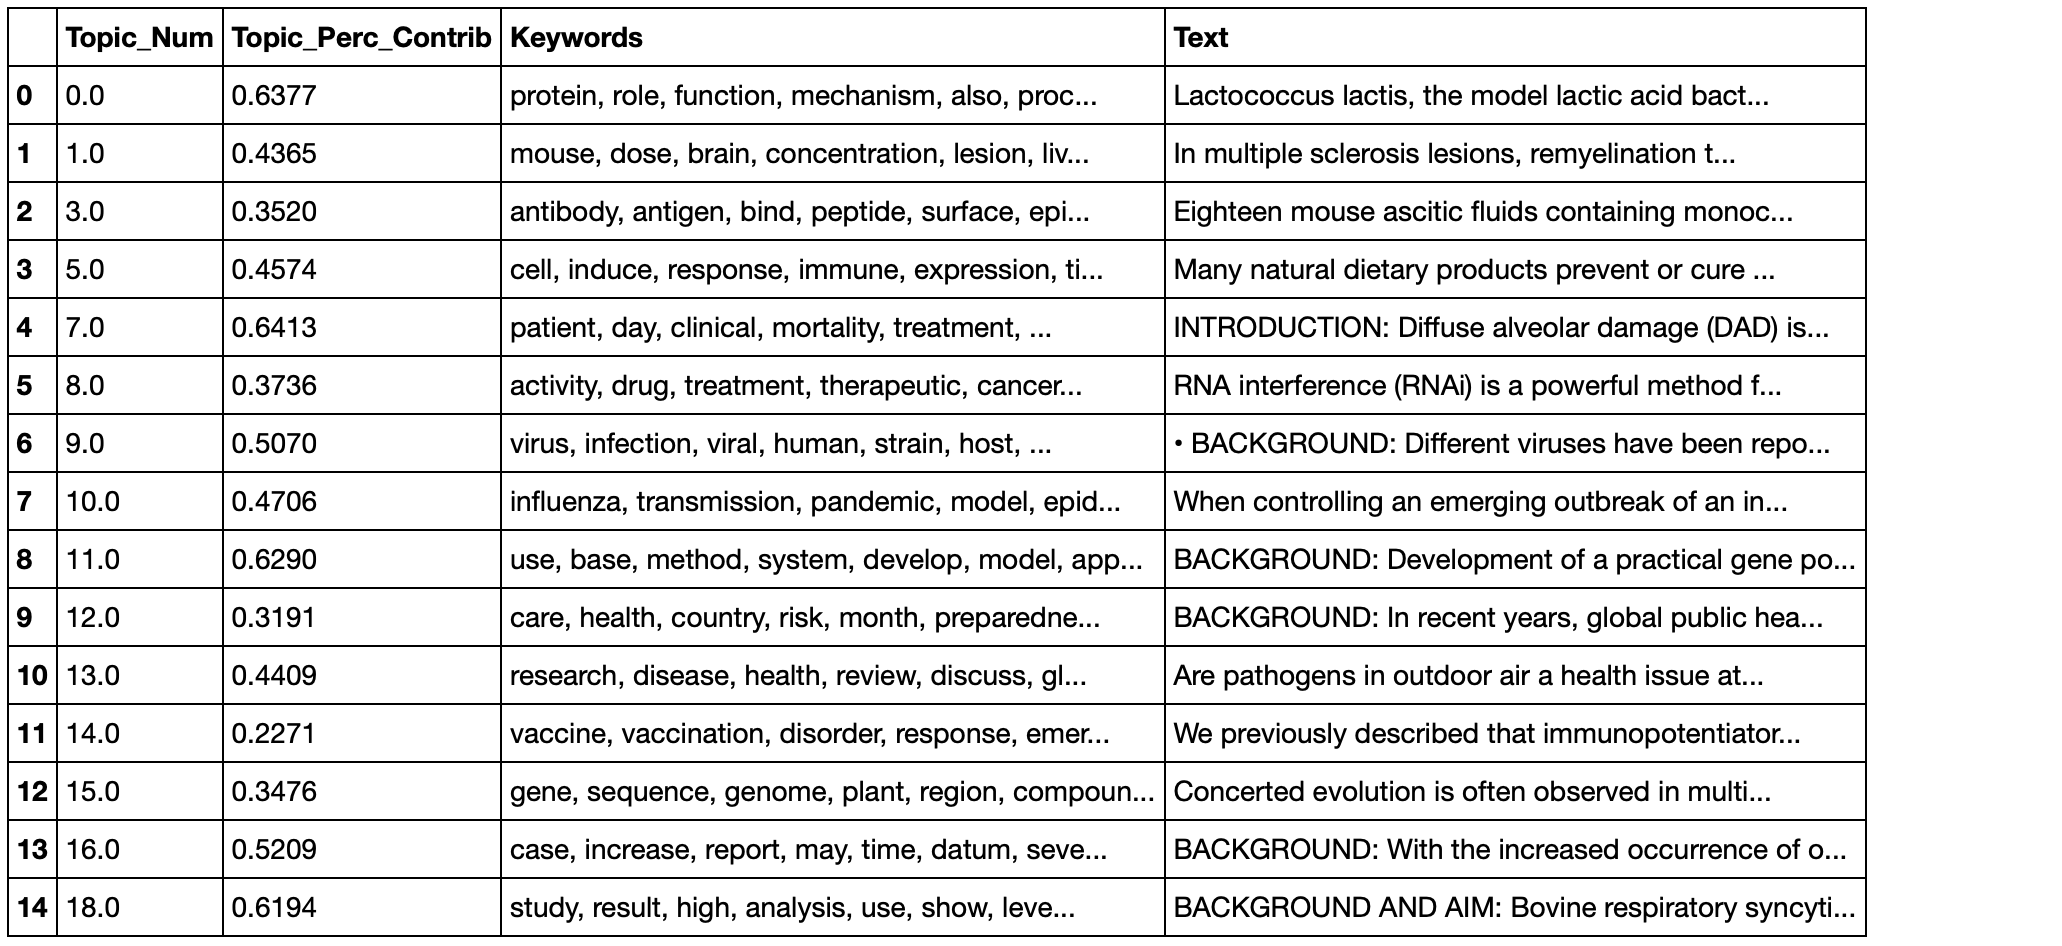 Topic_Num Topic_Perc_Contrib Keywords Text
0 0.0 0.6377 protein, role, function, mechanism, also, proc... Lactococcus lactis, the model lactic acid bact...
1 1.0 0.4365 mouse, dose, brain, concentration, lesion, liv... In multiple sclerosis lesions, remyelination t...
2 3.0 0.3520 antibody, antigen, bind, peptide, surface, epi... Eighteen mouse ascitic fluids containing monoc...
3 5.0 0.4574 cell, induce, response, immune, expression, ti... Many natural dietary products prevent or cure ...
4 7.0 0.6413 patient, day, clinical, mortality, treatment, ... INTRODUCTION: Diffuse alveolar damage (DAD) is...
5 8.0 0.3736 activity, drug, treatment, therapeutic, cancer... RNA interference (RNAi) is a powerful method f...
6 9.0 0.5070 virus, infection, viral, human, strain, host, ... • BACKGROUND: Different viruses have been repo...
7 10.0 0.4706 influenza, transmission, pandemic, model, epid... When controlling an emerging outbreak of an in...
8 11.0 0.6290 use, base, method, system, develop, model, app... BACKGROUND: Development of a practical gene po...
9 12.0 0.3191 care, health, country, risk, month, preparedne... BACKGROUND: In recent years, global public hea...
10 13.0 0.4409 research, disease, health, review, discuss, gl... Are pathogens in outdoor air a health issue at...
11 14.0 0.2271 vaccine, vaccination, disorder, response, emer... We previously described that immunopotentiator...
12 15.0 0.3476 gene, sequence, genome, plant, region, compoun... Concerted evolution is often observed in multi...
13 16.0 0.5209 case, increase, report, may, time, datum, seve... BACKGROUND: With the increased occurrence of o...
14 18.0 0.6194 study, result, high, analysis, use, show, leve... BACKGROUND AND AIM: Bovine respiratory syncyti...